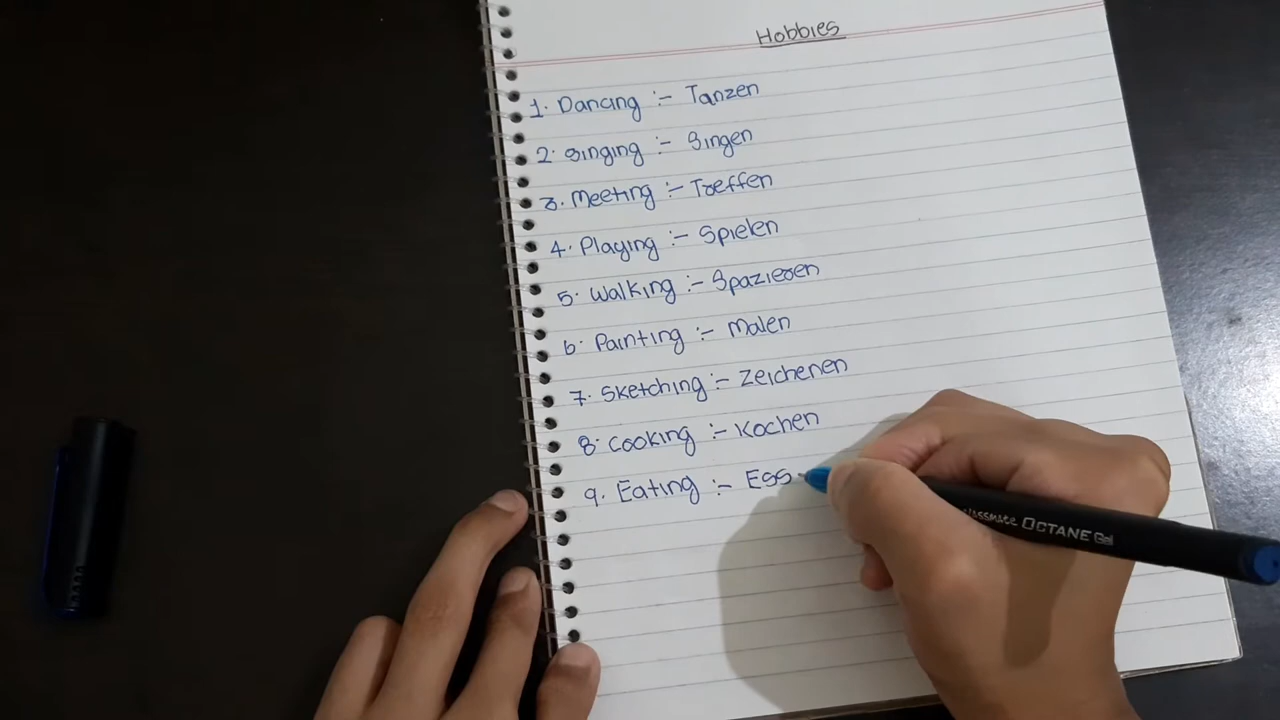 Hobbies
1. Dancing :- Tanzen
2. Singing :- Singen
3. Meeting :- Treffen
4. Playing :- Spielen
5. Walking :- Spazieren
6. Painting :- Malen
7. Sketching :- Zeichenen
8. Cooking :- Kochen
9. Eating :- Ess
classmate OCTANE Gel